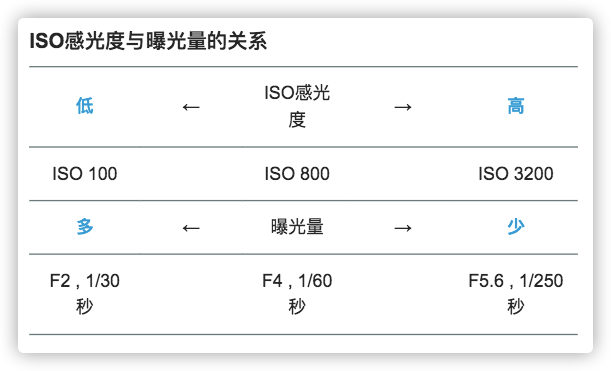 ISO感光度与曝光量的关系
低 ← ISO感光度 → 高
ISO 100 ISO 800 ISO 3200
多 ← 曝光量 → 少
F2 , 1/30秒 F4 , 1/60秒 F5.6 , 1/250秒